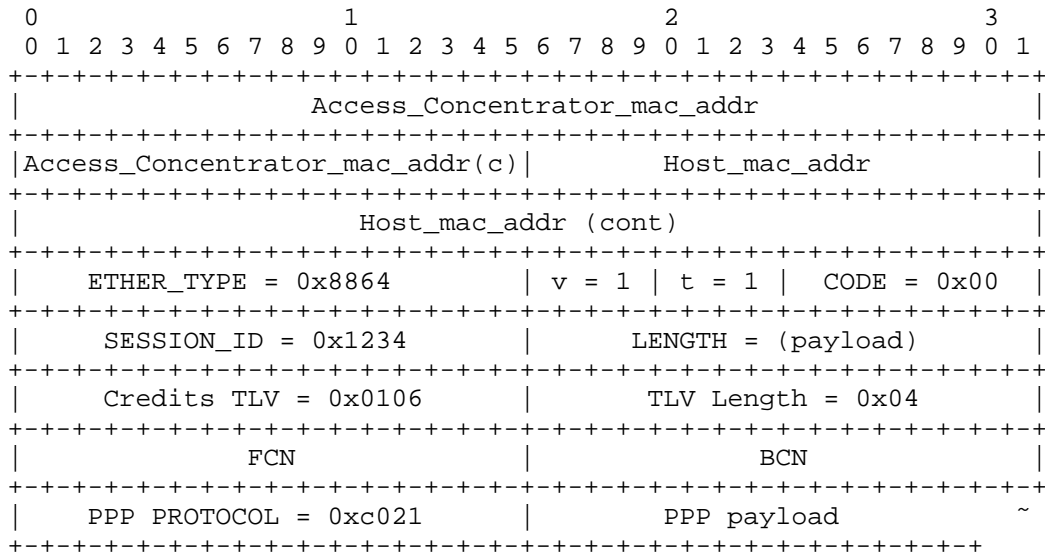 0                   1                   2                   3
 0 1 2 3 4 5 6 7 8 9 0 1 2 3 4 5 6 7 8 9 0 1 2 3 4 5 6 7 8 9 0 1
+-+-+-+-+-+-+-+-+-+-+-+-+-+-+-+-+-+-+-+-+-+-+-+-+-+-+-+-+-+-+-+-+
|                  Access_Concentrator_mac_addr                 |
+-+-+-+-+-+-+-+-+-+-+-+-+-+-+-+-+-+-+-+-+-+-+-+-+-+-+-+-+-+-+-+-+
|Access_Concentrator_mac_addr(c)|        Host_mac_addr          |
+-+-+-+-+-+-+-+-+-+-+-+-+-+-+-+-+-+-+-+-+-+-+-+-+-+-+-+-+-+-+-+-+
|                     Host_mac_addr (cont)                      |
+-+-+-+-+-+-+-+-+-+-+-+-+-+-+-+-+-+-+-+-+-+-+-+-+-+-+-+-+-+-+-+-+
|    ETHER_TYPE = 0x8864        | v = 1 | t = 1 |  CODE = 0x00  |
+-+-+-+-+-+-+-+-+-+-+-+-+-+-+-+-+-+-+-+-+-+-+-+-+-+-+-+-+-+-+-+-+
|     SESSION_ID = 0x1234       |      LENGTH = (payload)       |
+-+-+-+-+-+-+-+-+-+-+-+-+-+-+-+-+-+-+-+-+-+-+-+-+-+-+-+-+-+-+-+-+
|     Credits TLV = 0x0106      |       TLV Length = 0x04       |
+-+-+-+-+-+-+-+-+-+-+-+-+-+-+-+-+-+-+-+-+-+-+-+-+-+-+-+-+-+-+-+-+
|              FCN              |              BCN              |
+-+-+-+-+-+-+-+-+-+-+-+-+-+-+-+-+-+-+-+-+-+-+-+-+-+-+-+-+-+-+-+-+
|    PPP PROTOCOL = 0xc021      |        PPP payload           ~
+-+-+-+-+-+-+-+-+-+-+-+-+-+-+-+-+-+-+-+-+-+-+-+-+-+-+-+-+-+-+